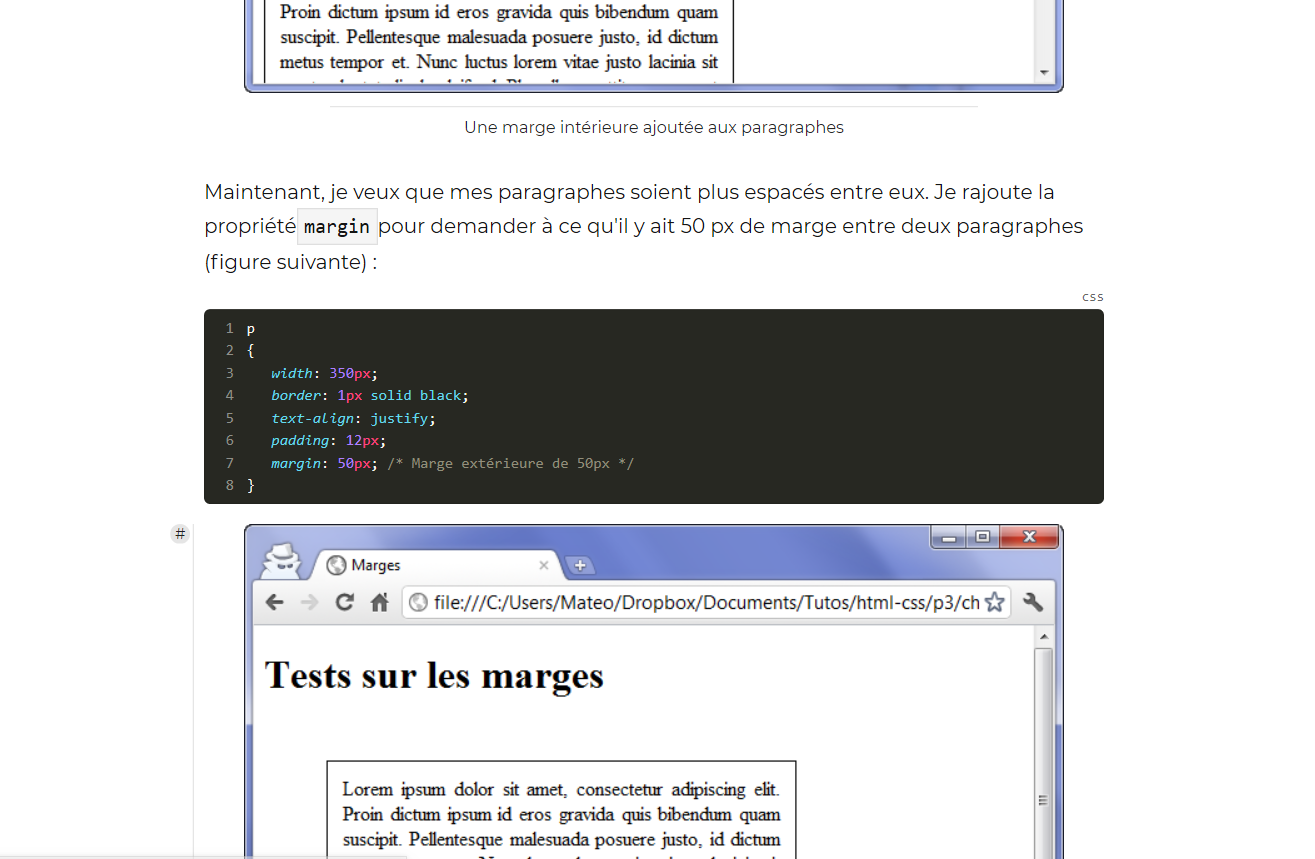 Proin dictum ipsum id eros gravida quis bibendum quam
suscipit. Pellentesque malesuada posuere justo, id dictum
metus tempor et. Nunc luctus lorem vitae justo lacinia sit
Une marge intérieure ajoutée aux paragraphes
Maintenant, je veux que mes paragraphes soient plus espacés entre eux. Je rajoute la
propriété margin pour demander à ce qu'il y ait 50 px de marge entre deux paragraphes
(figure suivante) :
CSS
1 p
2 {
3 width: 350px;
4 border: 1px solid black;
5 text-align: justify;
6 padding: 12px;
7 margin: 50px; /* Marge extérieure de 50px */
8 }
#
Marges
file:///C:/Users/Mateo/Dropbox/Documents/Tutos/html-css/p3/ch
Tests sur les marges
Lorem ipsum dolor sit amet, consectetur adipiscing elit.
Proin dictum ipsum id eros gravida quis bibendum quam
suscipit. Pellentesque malesuada posuere justo, id dictum